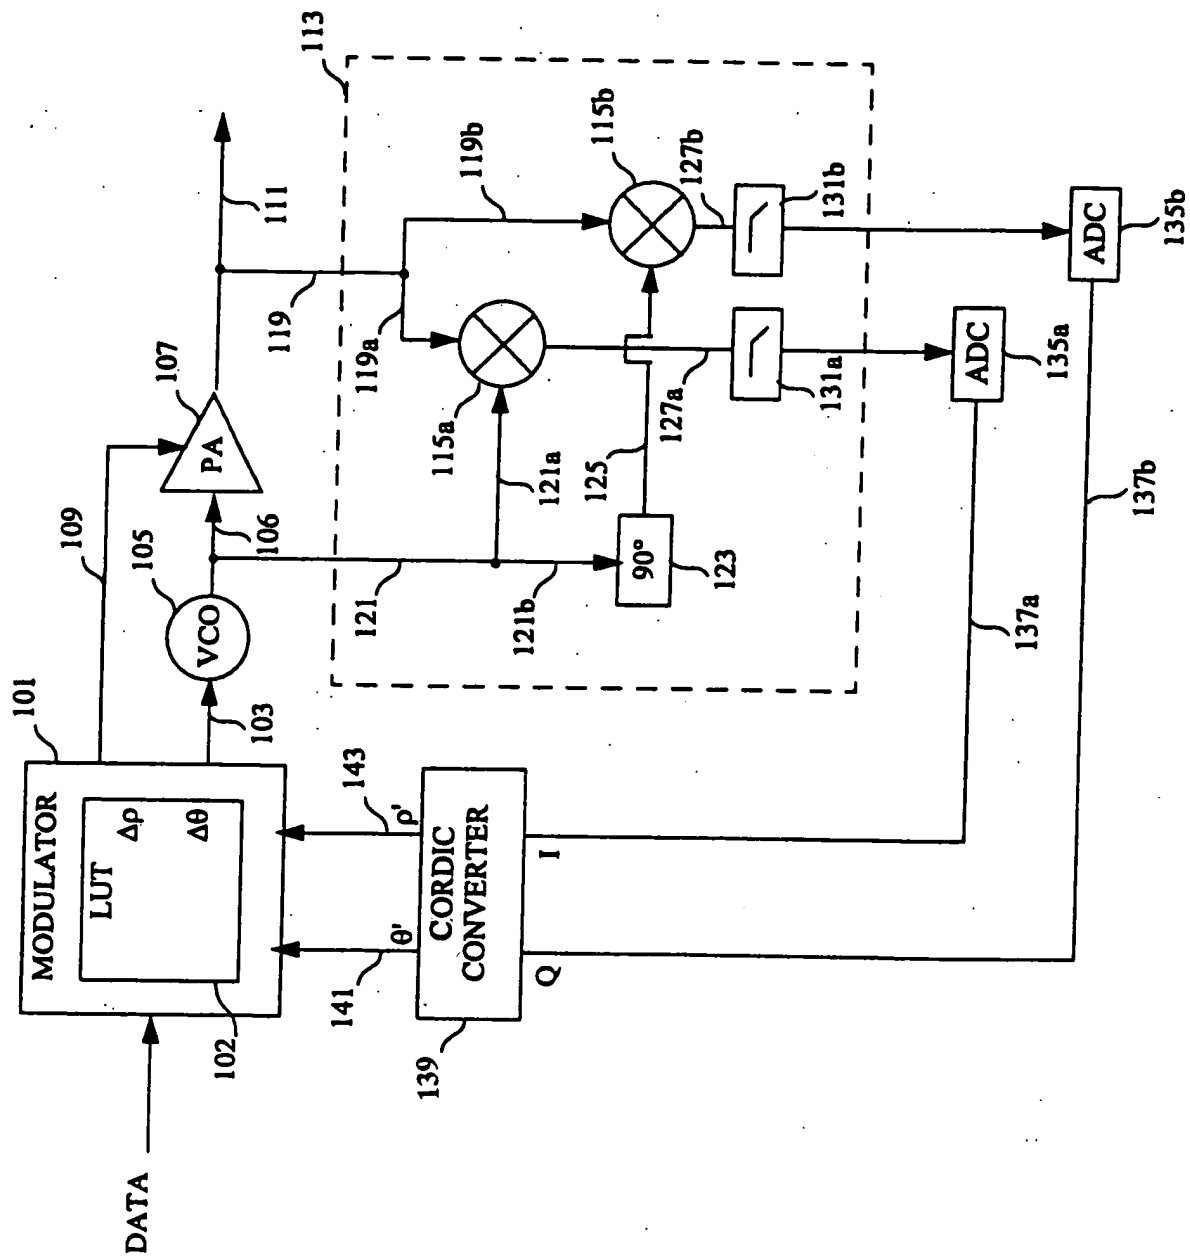 DATA
MODULATOR
101
LUT
Δρ
Δθ
102
103
VCO
105
106
109
PA
107
111
113
119
119a
119b
115a
115b
121
121a
121b
90°
123
125
127a
127b
131a
131b
ADC
135a
ADC
135b
137a
137b
CORDIC
CONVERTER
139
θ'
ρ'
141
143
Q
I